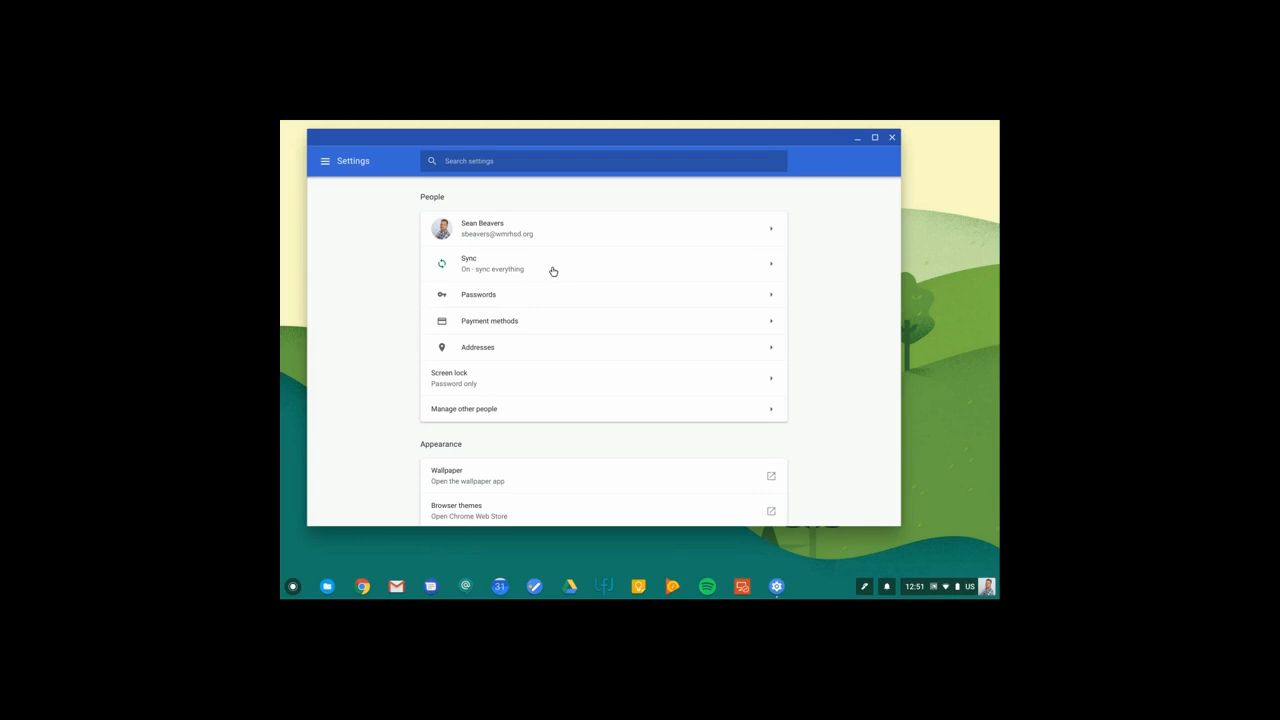 Settings
Search settings
People
Sean Beavers
sbeavers@wmrhsd.org
Sync
On - sync everything
Passwords
Payment methods
Addresses
Screen lock
Password only
Manage other people
Appearance
Wallpaper
Open the wallpaper app
Browser themes
Open Chrome Web Store
31
12:51
US